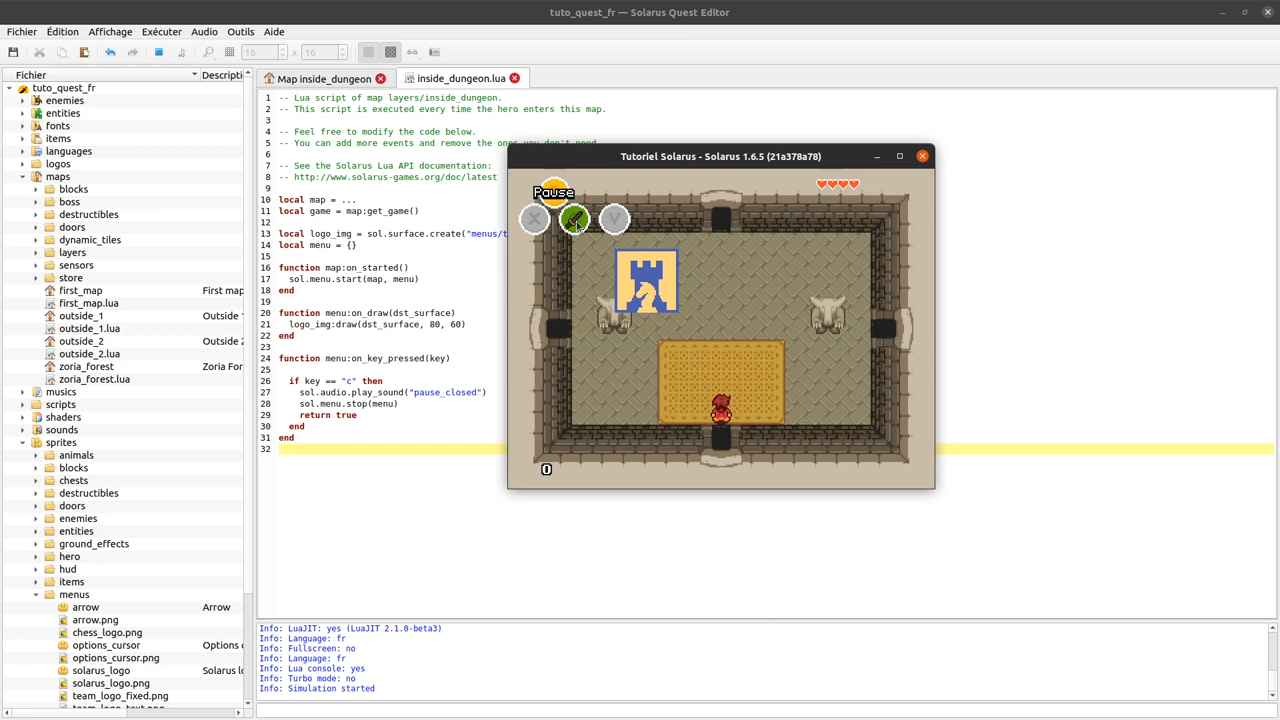 tuto_quest_fr — Solarus Quest Editor
Fichier Édition Affichage Exécuter Audio Outils Aide
16 x 16
Fichier Descripti
tuto_quest_fr
enemies
entities
fonts
items
languages
logos
maps
blocks
boss
destructibles
doors
dynamic_tiles
layers
sensors
store
first_map First map
first_map.lua
outside_1 Outside
outside_1.lua
outside_2 Outside
outside_2.lua
zoria_forest Zoria For
zoria_forest.lua
musics
scripts
shaders
sounds
sprites
animals
blocks
chests
destructibles
doors
enemies
entities
ground_effects
hero
hud
items
menus
arrow Arrow
arrow.png
chess_logo.png
options_cursor Options
options_cursor.png
solarus_logo Solarus lo
solarus_logo.png
team_logo_fixed.png
Map inside_dungeon
inside_dungeon.lua
1 -- Lua script of map layers/inside_dungeon.
2 -- This script is executed every time the hero enters this map.
3
4 -- Feel free to modify the code below.
5 -- You can add more events and remove the ones you don't need.
6
7 -- See the Solarus Lua API documentation:
8 -- http://www.solarus-games.org/doc/latest
9
10 local map = ...
11 local game = map:get_game()
12
13 local logo_img = sol.surface.create("menus/t
14 local menu = {}
15
16 function map:on_started()
17 sol.menu.start(map, menu)
18 end
19
20 function menu:on_draw(dst_surface)
21 logo_img:draw(dst_surface, 80, 60)
22 end
23
24 function menu:on_key_pressed(key)
25
26 if key == "c" then
27 sol.audio.play_sound("pause_closed")
28 sol.menu.stop(menu)
29 return true
30 end
31 end
32
Tutoriel Solarus - Solarus 1.6.5 (21a378a78)
Pause
X V
0
Info: LuaJIT: yes (LuaJIT 2.1.0-beta3)
Info: Language: fr
Info: Fullscreen: no
Info: Language: fr
Info: Lua console: yes
Info: Turbo mode: no
Info: Simulation started